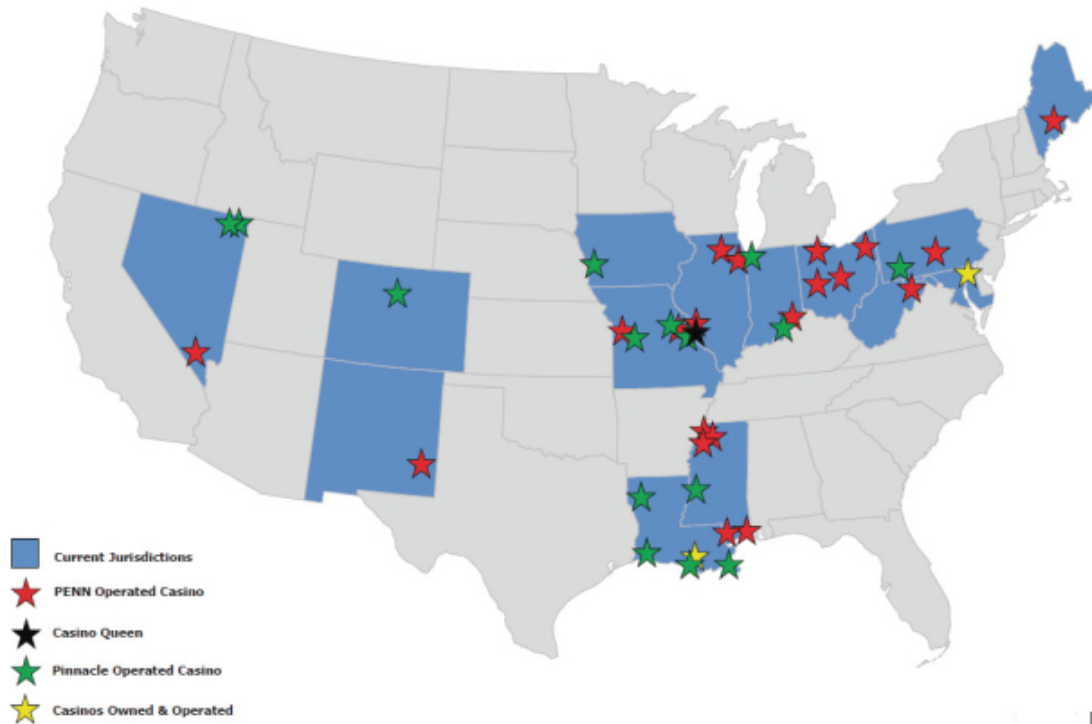 Current Jurisdictions
PENN Operated Casino
Casino Queen
Pinnacle Operated Casino
Casinos Owned & Operated